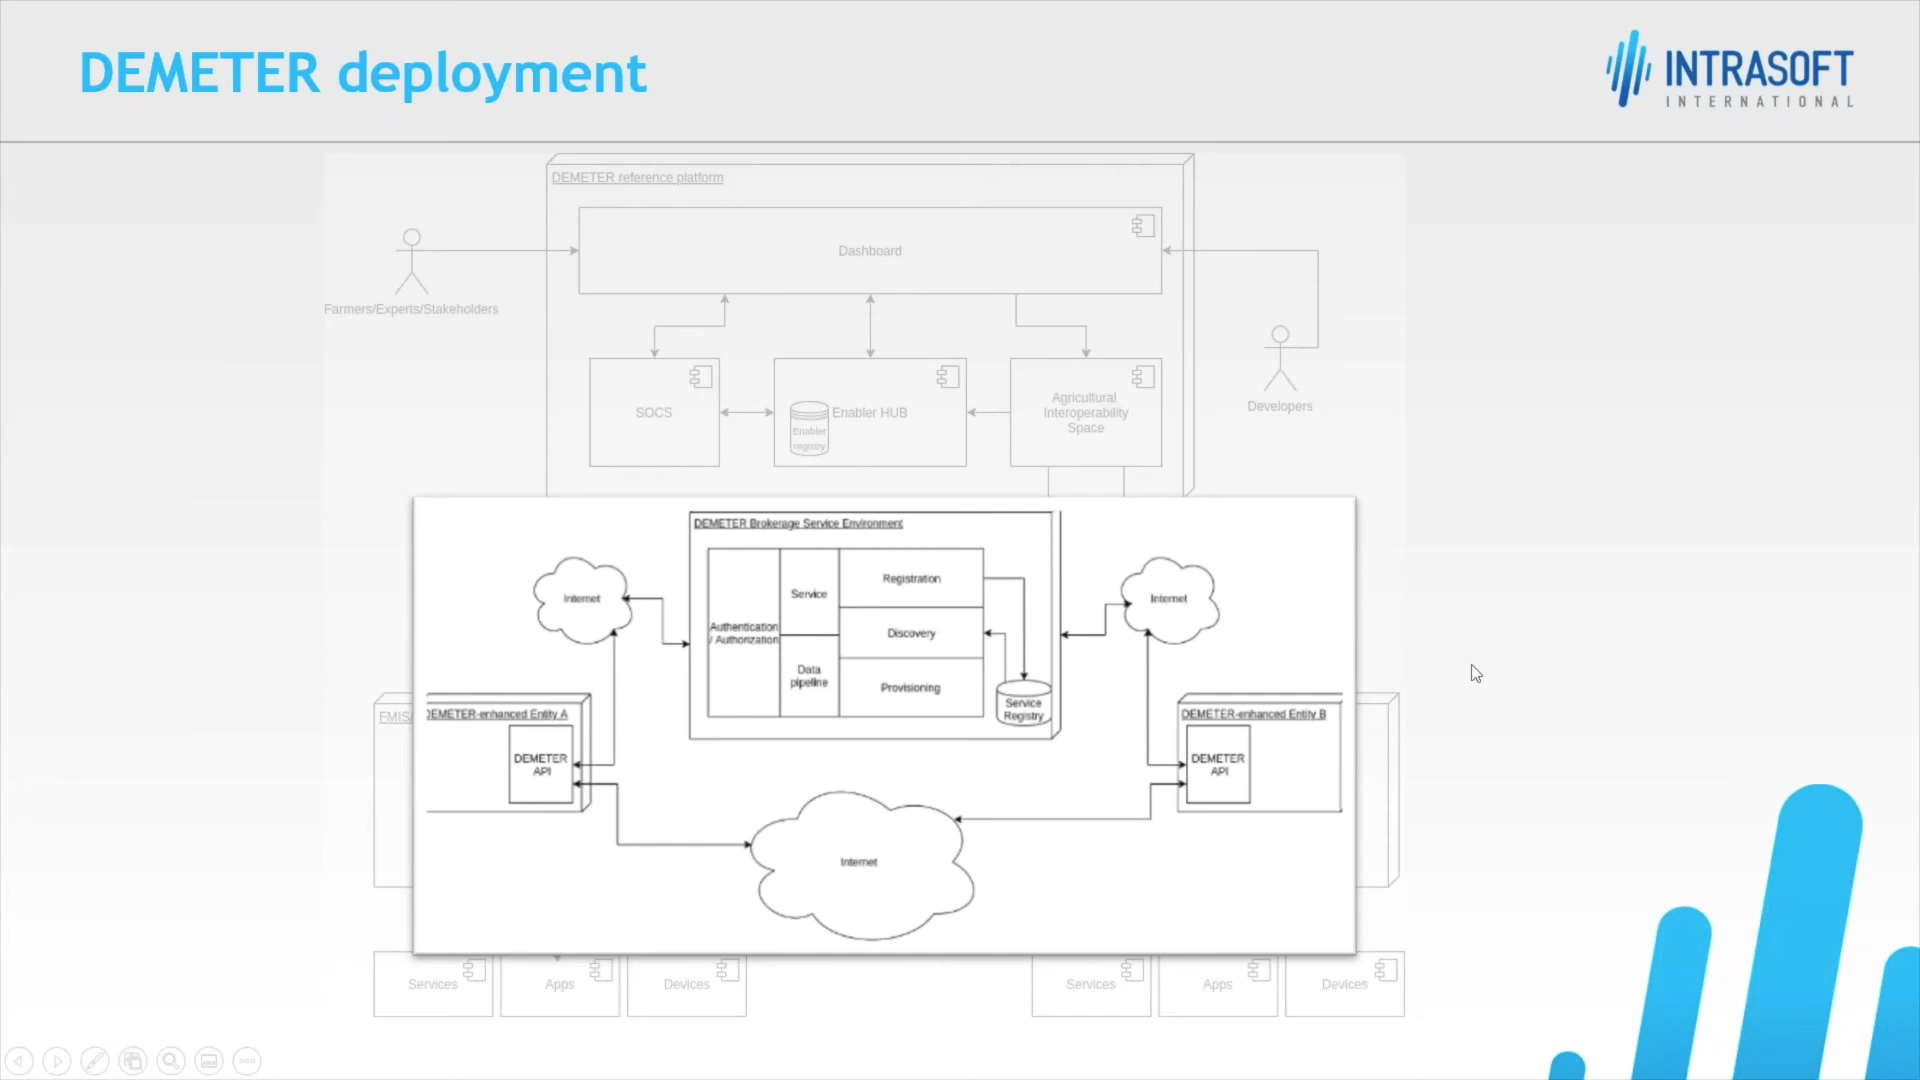 DEMETER deployment
INTRASOFT
INTERNATIONAL
DEMETER reference platform
Dashboard
Farmers/Experts/Stakeholders
Developers
SOCS
Enabler HUB
Enabler
registry
Agricultural
Interoperability
Space
DEMETER Brokerage Service Environment
Internet
Authentication
/ Authorization
Service
Data
pipeline
Registration
Discovery
Provisioning
Service
Registry
Internet
FMIS
DEMETER-enhanced Entity A
DEMETER
API
DEMETER-enhanced Entity B
DEMETER
API
Internet
Services
Apps
Devices
Services
Apps
Devices